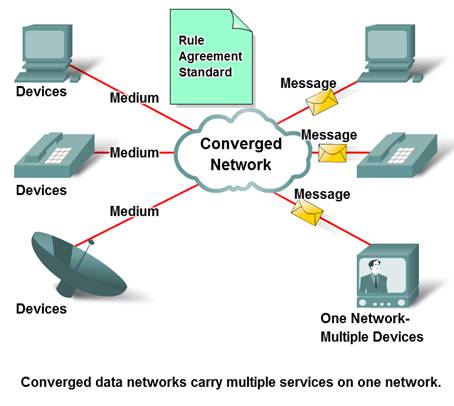 Rule
Agreement
Standard
Devices
Medium
Message
Devices
Medium
Converged
Network
Message
Devices
Medium
Message
One Network-
Multiple Devices
Converged data networks carry multiple services on one network.